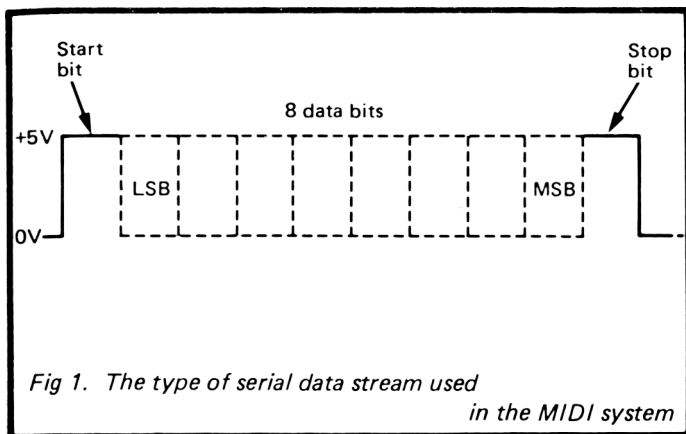 Start bit
Stop bit
8 data bits
+5V
LSB
MSB
0V
Fig 1. The type of serial data stream used
in the MIDI system